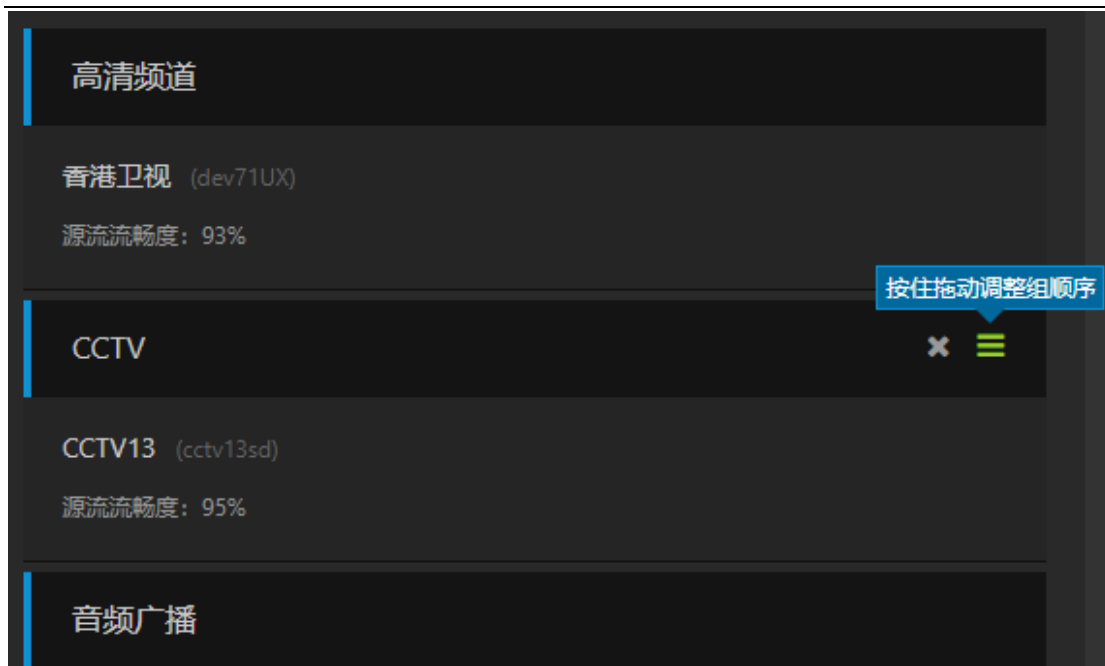 高清频道
香港卫视 (dev71UX)
源流流畅度：93%
按住拖动调整组顺序
CCTV
CCTV13 (cctv13sd)
源流流畅度：95%
音频广播